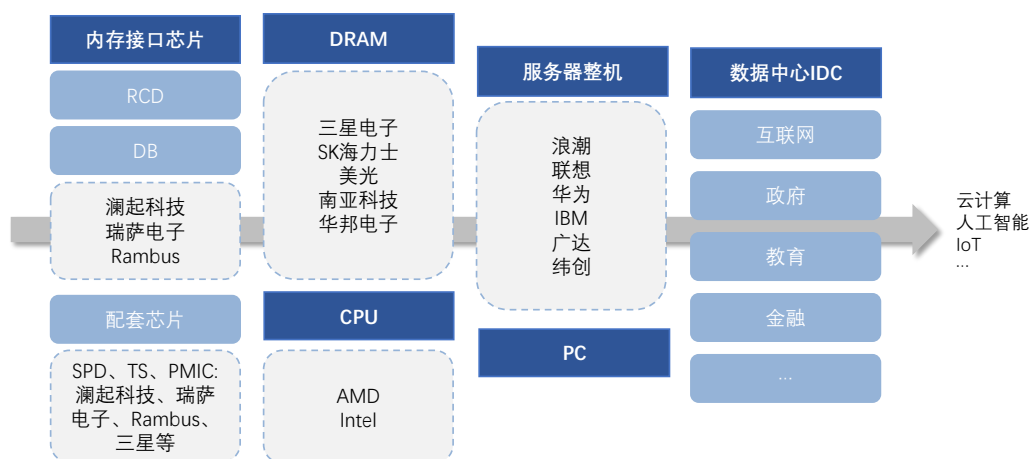 内存接口芯片
RCD
DB
澜起科技
瑞萨电子
Rambus
配套芯片
SPD、TS、PMIC:
澜起科技、瑞萨
电子、Rambus、
三星等
DRAM
三星电子
SK海力士
美光
南亚科技
华邦电子
CPU
AMD
Intel
服务器整机
浪潮
联想
华为
IBM
广达
纬创
PC
数据中心IDC
互联网
政府
教育
金融
...
云计算
人工智能
IoT
...